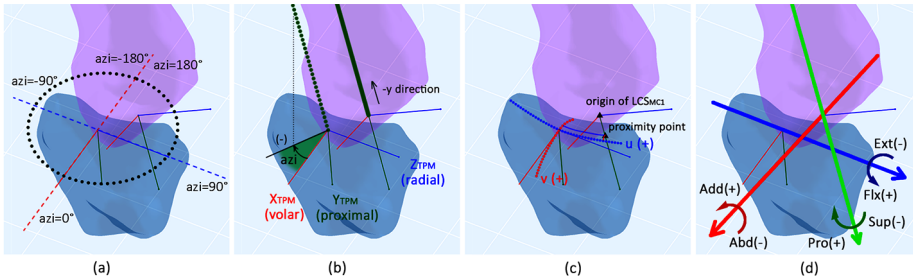 azi=-180°
azi=180°
azi=-90°
azi=90°
azi=0°
(a)
-y direction
(-)
azi
ZTPM
(radial)
XTPM
(volar)
YTPM
(proximal)
(b)
origin of LCSMC1
proximity point
u (+)
v (+)
(c)
Ext(-)
Flx(+)
Add(+)
Abd(-)
Sup(-)
Pro(+)
(d)